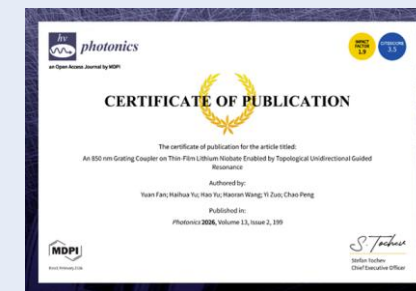 hv
photonics
an Open Access Journal by MDPI
IMPACT
FACTOR
1.9
CITESCORE
3.5
CERTIFICATE OF PUBLICATION
The certificate of publication for the article titled:
An 850 nm Grating Coupler on Thin-Film Lithium Niobate Enabled by Topological Unidirectional Guided
Resonance
Authored by:
Yuan Fan; Haihua Yu; Hao Yu; Haoran Wang; Yi Zuo; Chao Peng
Published in:
Photonics 2026, Volume 13, Issue 2, 199
S. Tochev
MDPI
Stefan Tochev
Chief Executive Officer